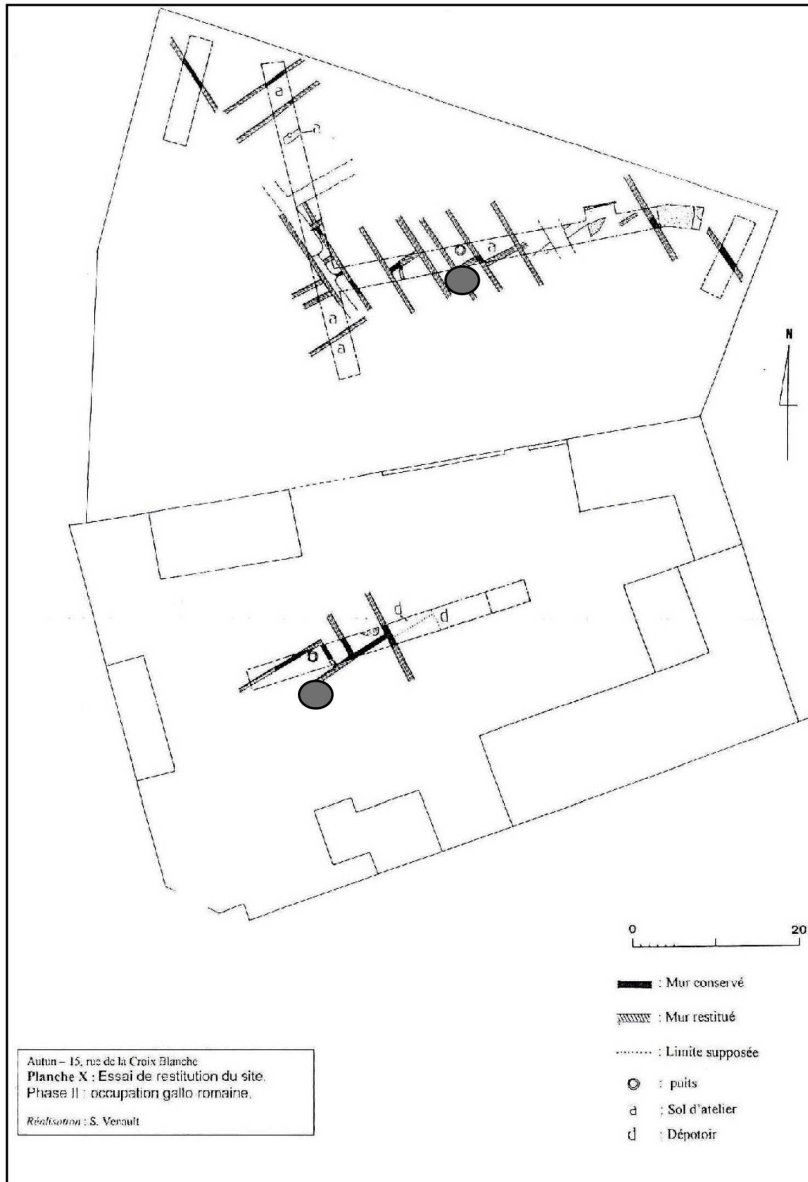 a
a
a
a
a
N
d
d
a
b
0 20
: Mur conservé
: Mur restitué
: Limite supposée
: puits
a : Sol d'atelier
d : Dépotoir
Autun – 15, rue de la Croix Blanche
Planche X : Essai de restitution du site.
Phase II : occupation gallo romaine.
Réalisation : S. Venault